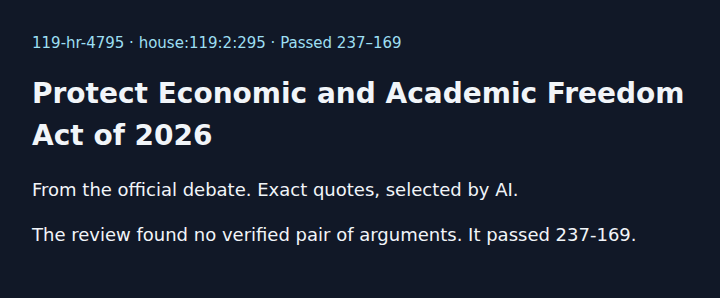 119-hr-4795 · house:119:2:295 · Passed 237–169
Protect Economic and Academic Freedom
Act of 2026
From the official debate. Exact quotes, selected by AI.
The review found no verified pair of arguments. It passed 237-169.